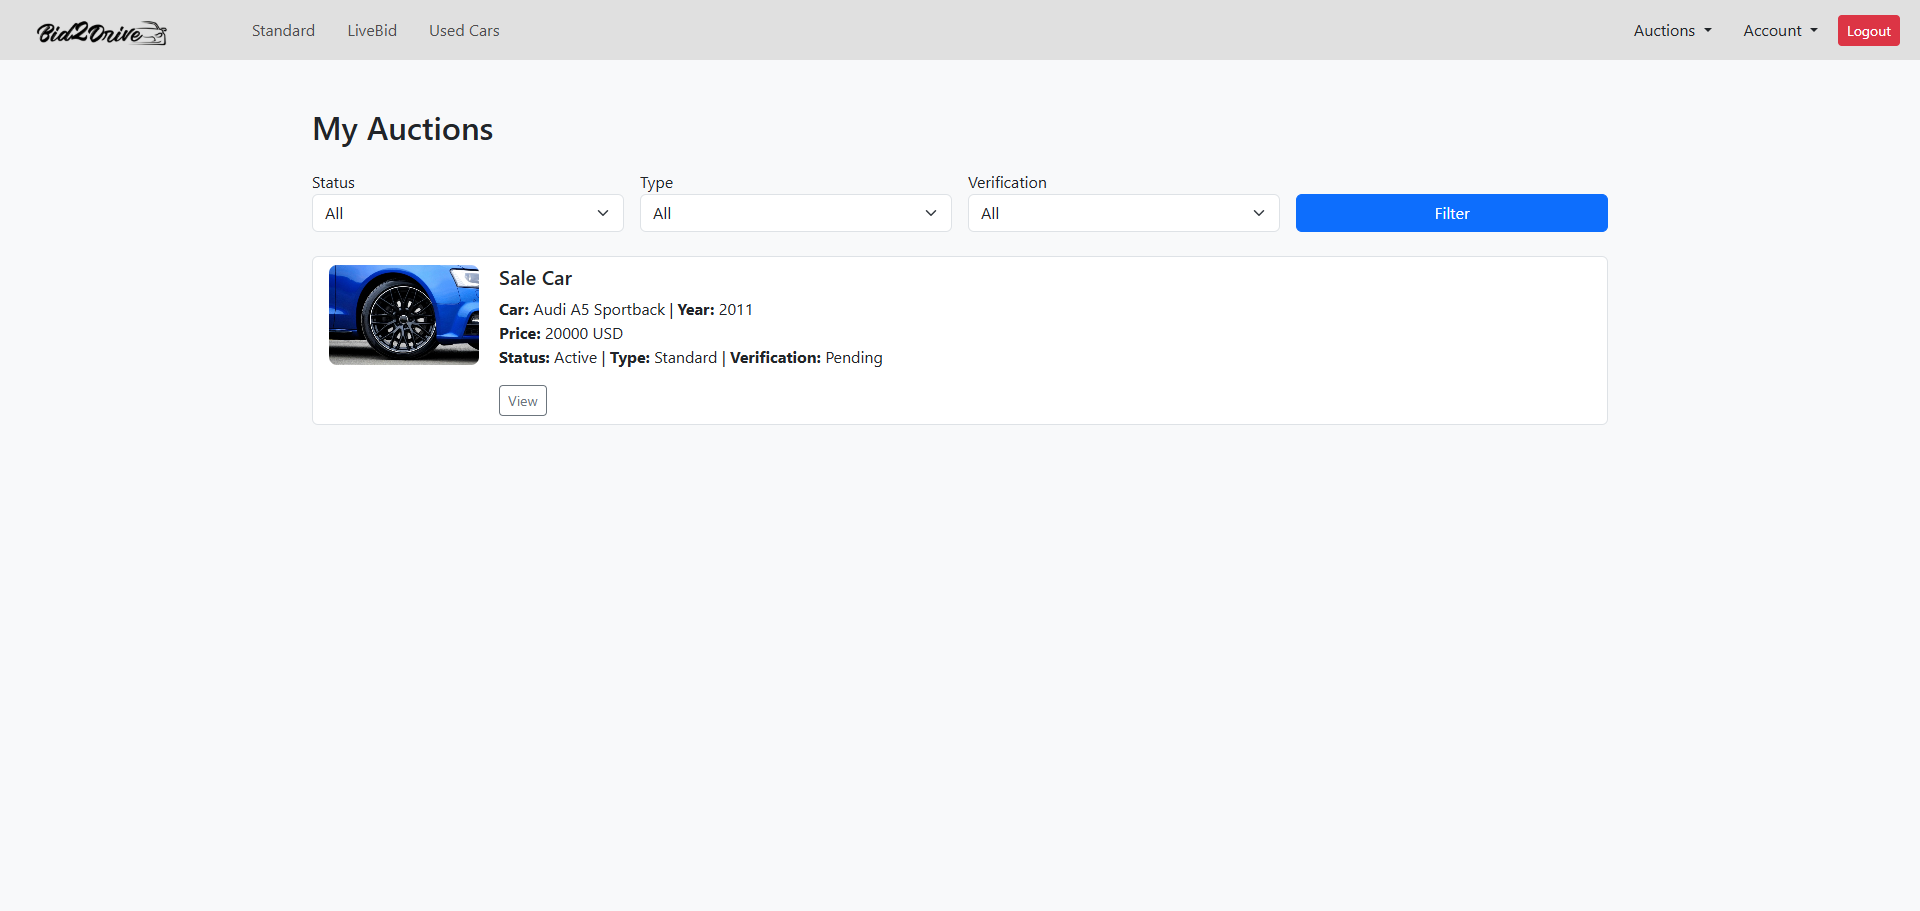 Bid2Drive
Standard LiveBid Used Cars Auctions Account Logout
My Auctions
Status Type Verification
All All All Filter
Sale Car
Car: Audi A5 Sportback | Year: 2011
Price: 20000 USD
Status: Active | Type: Standard | Verification: Pending
View